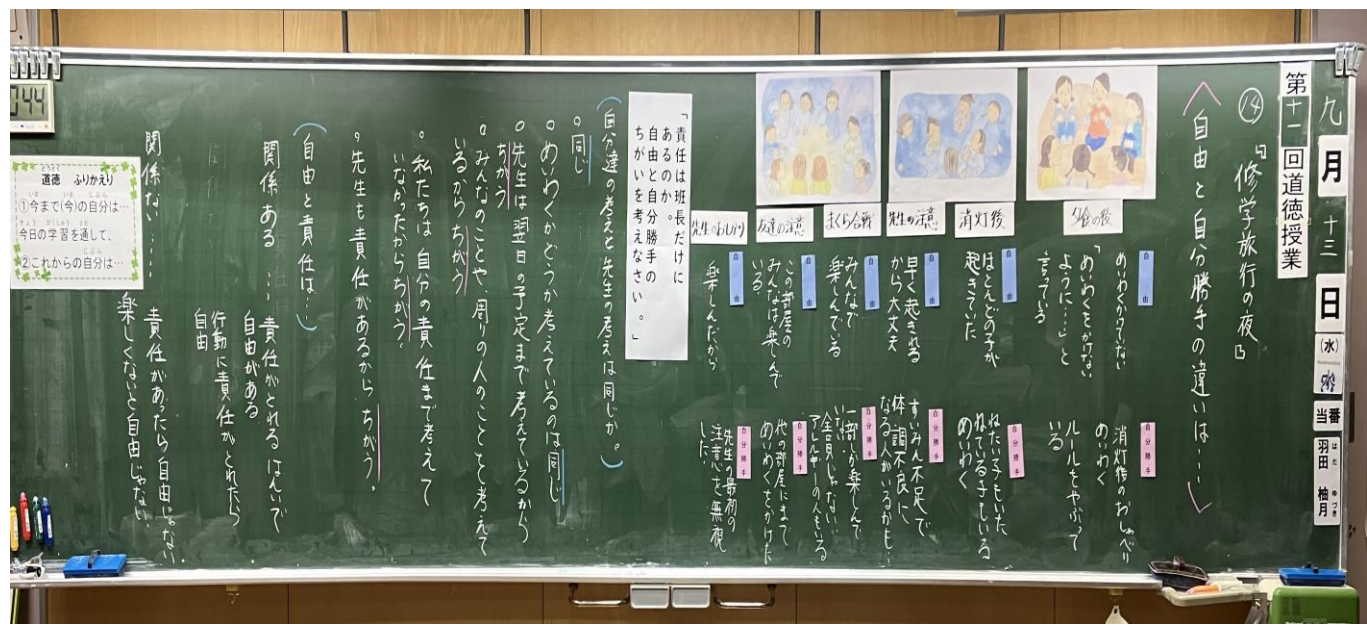 九月十三日
(水)
Wednesday
当番
羽田 柚月
はた ゆづき
第十一回道徳授業
⑭『修学旅行の夜』
自由と自分勝手の違いは……
夕食の後
自由
めいわくかけていない
「めいわくをかけない
ように…」と
言っている
自分勝手
消灯後のおしゃべり
めいわく
ルールをやぶって
いる
消灯後
自由
ほとんどの子が
起きていた
自分勝手
ねたい子もいた
ねている子もいる
めいわく
先生の注意
自由
早く起きれる
から大丈夫
自分勝手
すいみん不足で
体調不良に
なる人がいるかも…
まくら合戦
自由
みんなで
楽しんでいる
自分勝手
一部しか楽しんで
いない
全員じゃない。
アレルギーの人もいる
友達の注意
自由
この部屋の
みんなは楽しんで
いる
自分勝手
他の部屋にまで
めいわくをかけた
先生のおしかり
自由
楽しんだから
自分勝手
先生の最初の
注意を無視
した
「責任は班長だけに
あるのか。
自由と自分勝手の
ちがいを考えなさい。」
(自分達の考えと先生の考えは同じか。)
○同じ
○めいわくかどうか考えているのは同じ
○先生は翌日の予定まで考えているから
ちがう
○みんなのことや、周りの人のことを考えて
いるからちがう
・私たちは自分の責任まで考えて
いなかったからちがう。
・先生も責任があるからちがう。
(自由と責任は…)
関係ある…
責任がとれるはんいで
自由がある
行動に責任がとれたら
自由
関係ない……
責任があったら自由じゃない。
楽しくないと自由じゃない。
道徳 ふりかえり
どうとく
①今まで(今)の自分は…
今日の学習を通して、
②これからの自分は…
044